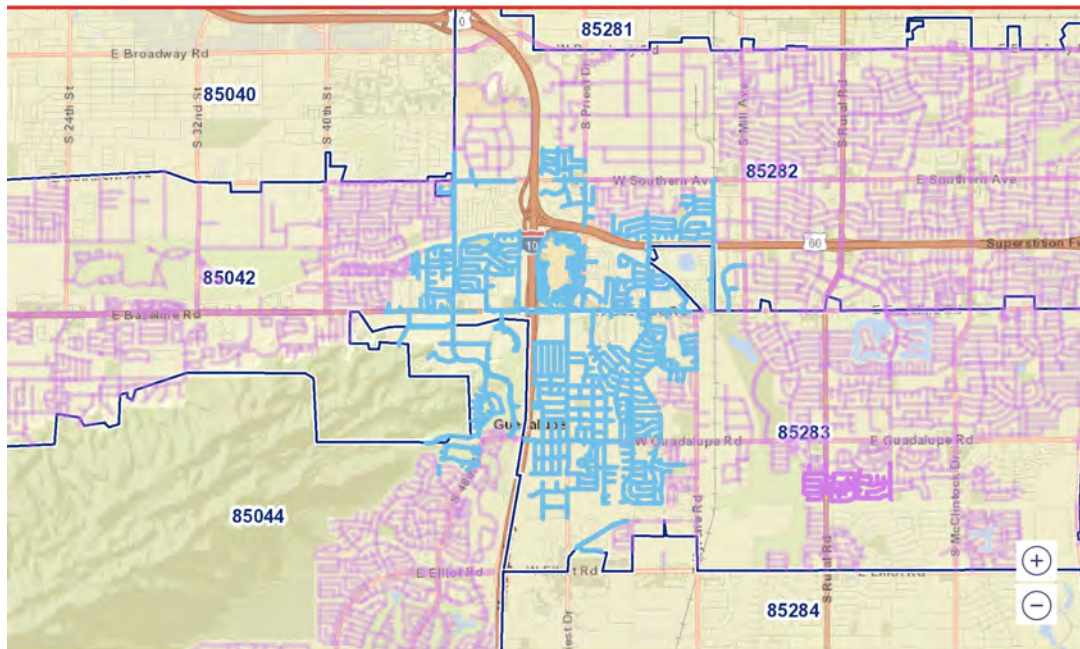 85281
E Broadway Rd
S Priest Dr
85040
S 24th St
S 32nd St
S 40th St
S Mill Ave
S Rural Rd
85282
W Southern Av
E Southern Ave
10
60
Superstition
85042
E Baseline Rd
Guadalupe
W Guadalupe Rd
85283
E Guadalupe Rd
S 48th
85044
S McClintock Dr
E Elliot Rd
S Rural Rd
85284
+
−